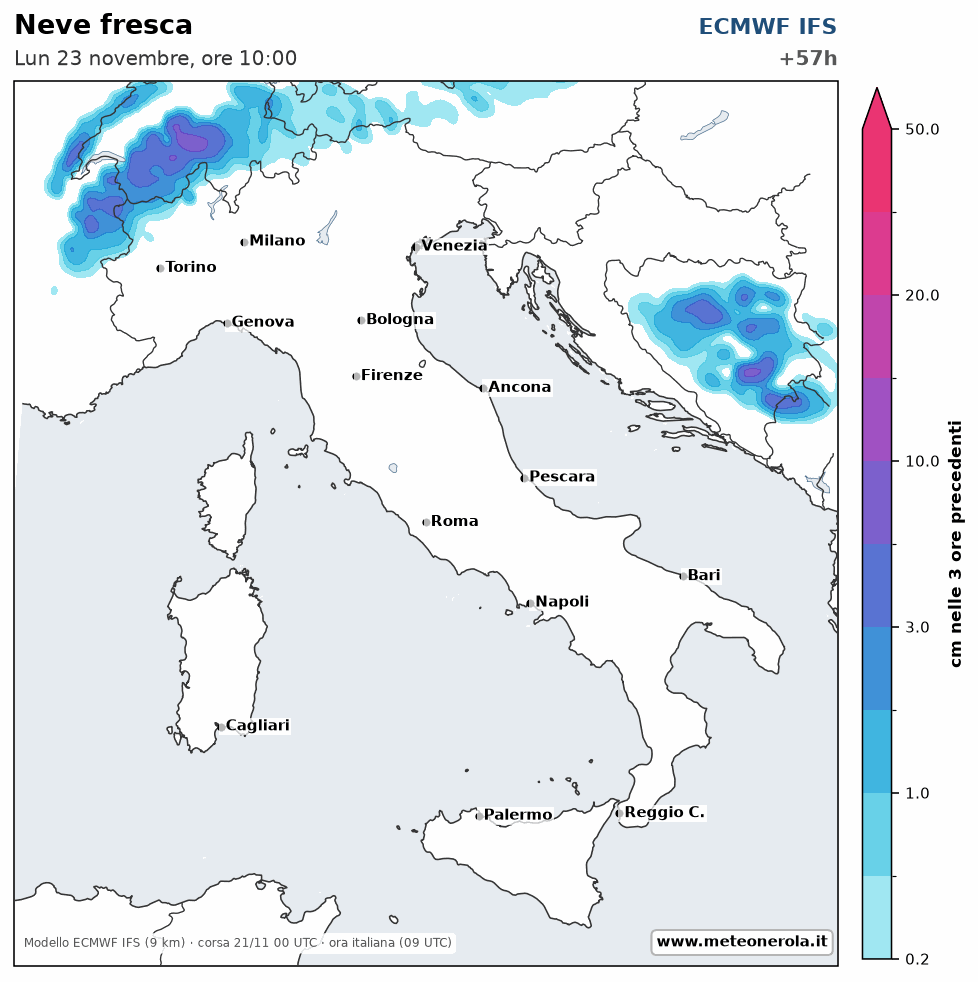 Neve fresca
ECMWF IFS
Lun 23 novembre, ore 10:00
+57h
Milano
Venezia
Torino
Genova
Bologna
Firenze
Ancona
Pescara
Roma
Bari
Napoli
Cagliari
Palermo
Reggio C.
50.0
20.0
10.0
3.0
1.0
0.2
cm nelle 3 ore precedenti
Modello ECMWF IFS (9 km) · corsa 21/11 00 UTC · ora italiana (09 UTC)
www.meteonerola.it